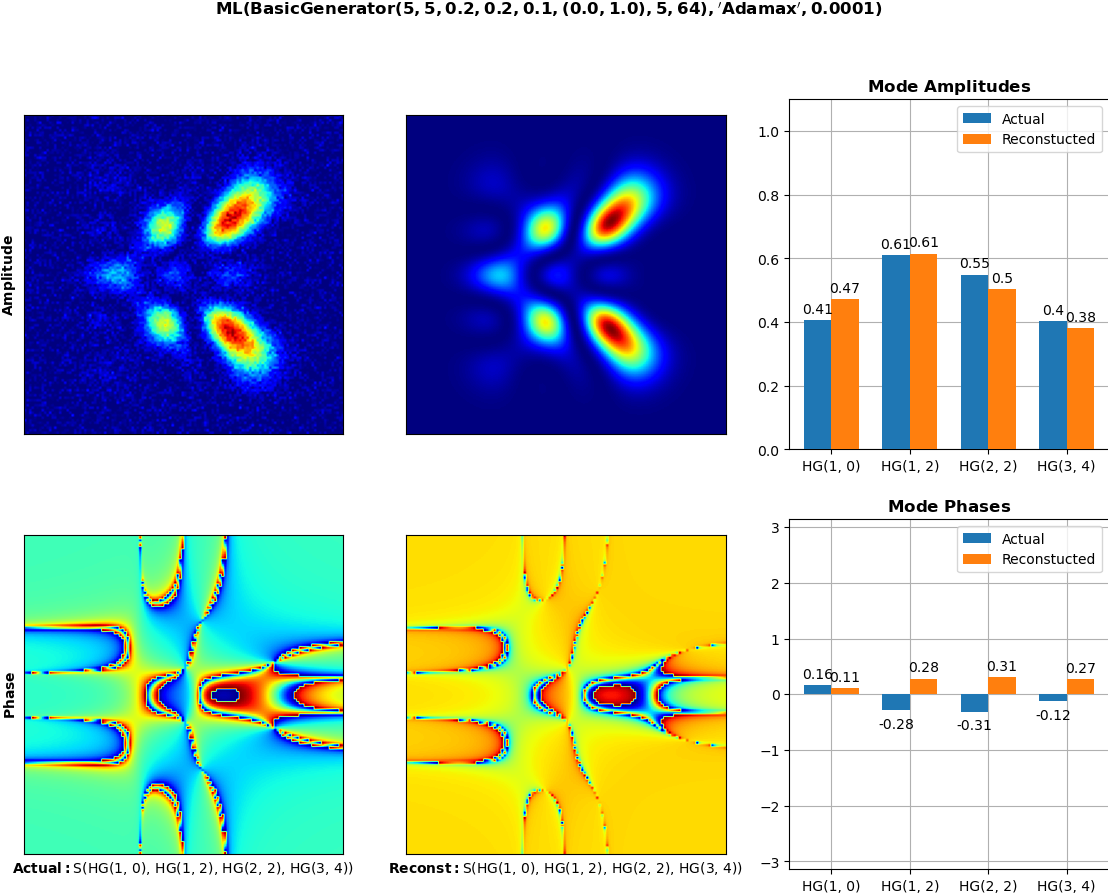 ML(BasicGenerator(5, 5, 0.2, 0.2, 0.1, (0.0, 1.0), 5, 64), ′Adamax′, 0.0001)
Amplitude
Mode Amplitudes
Actual
Reconstucted
1.0
0.8
0.6
0.4
0.2
0.0
0.41
0.47
0.61
0.61
0.55
0.5
0.4
0.38
HG(1, 0)
HG(1, 2)
HG(2, 2)
HG(3, 4)
Phase
Actual: S(HG(1, 0), HG(1, 2), HG(2, 2), HG(3, 4))
Reconst: S(HG(1, 0), HG(1, 2), HG(2, 2), HG(3, 4))
Mode Phases
Actual
Reconstucted
3
2
1
0
−1
−2
−3
0.16
0.11
-0.28
0.28
-0.31
0.31
-0.12
0.27
HG(1, 0)
HG(1, 2)
HG(2, 2)
HG(3, 4)